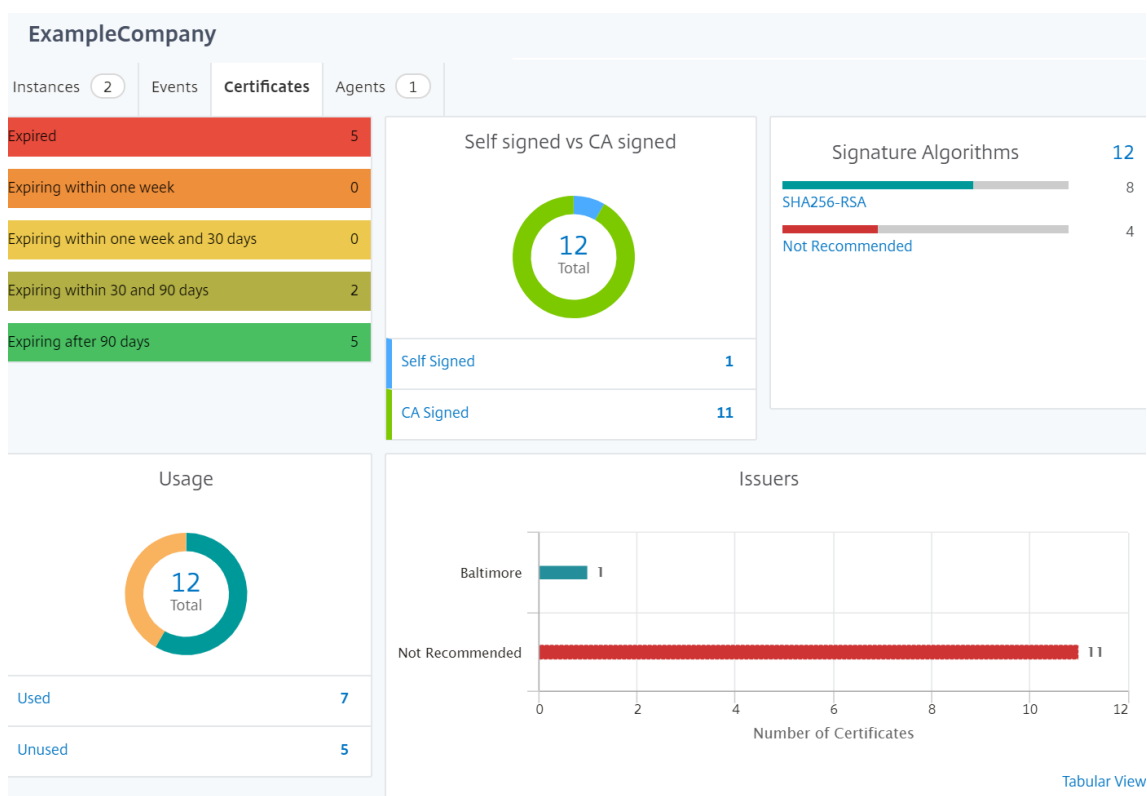 ExampleCompany
Instances 2 Events Certificates Agents 1
Expired 5
Expiring within one week 0
Expiring within one week and 30 days 0
Expiring within 30 and 90 days 2
Expiring after 90 days 5
Self signed vs CA signed
12
Total
Self Signed 1
CA Signed 11
Signature Algorithms 12
8
SHA256-RSA
4
Not Recommended
Usage
12
Total
Used 7
Unused 5
Issuers
Baltimore 1
Not Recommended 11
0 2 4 6 8 10 12
Number of Certificates
Tabular View